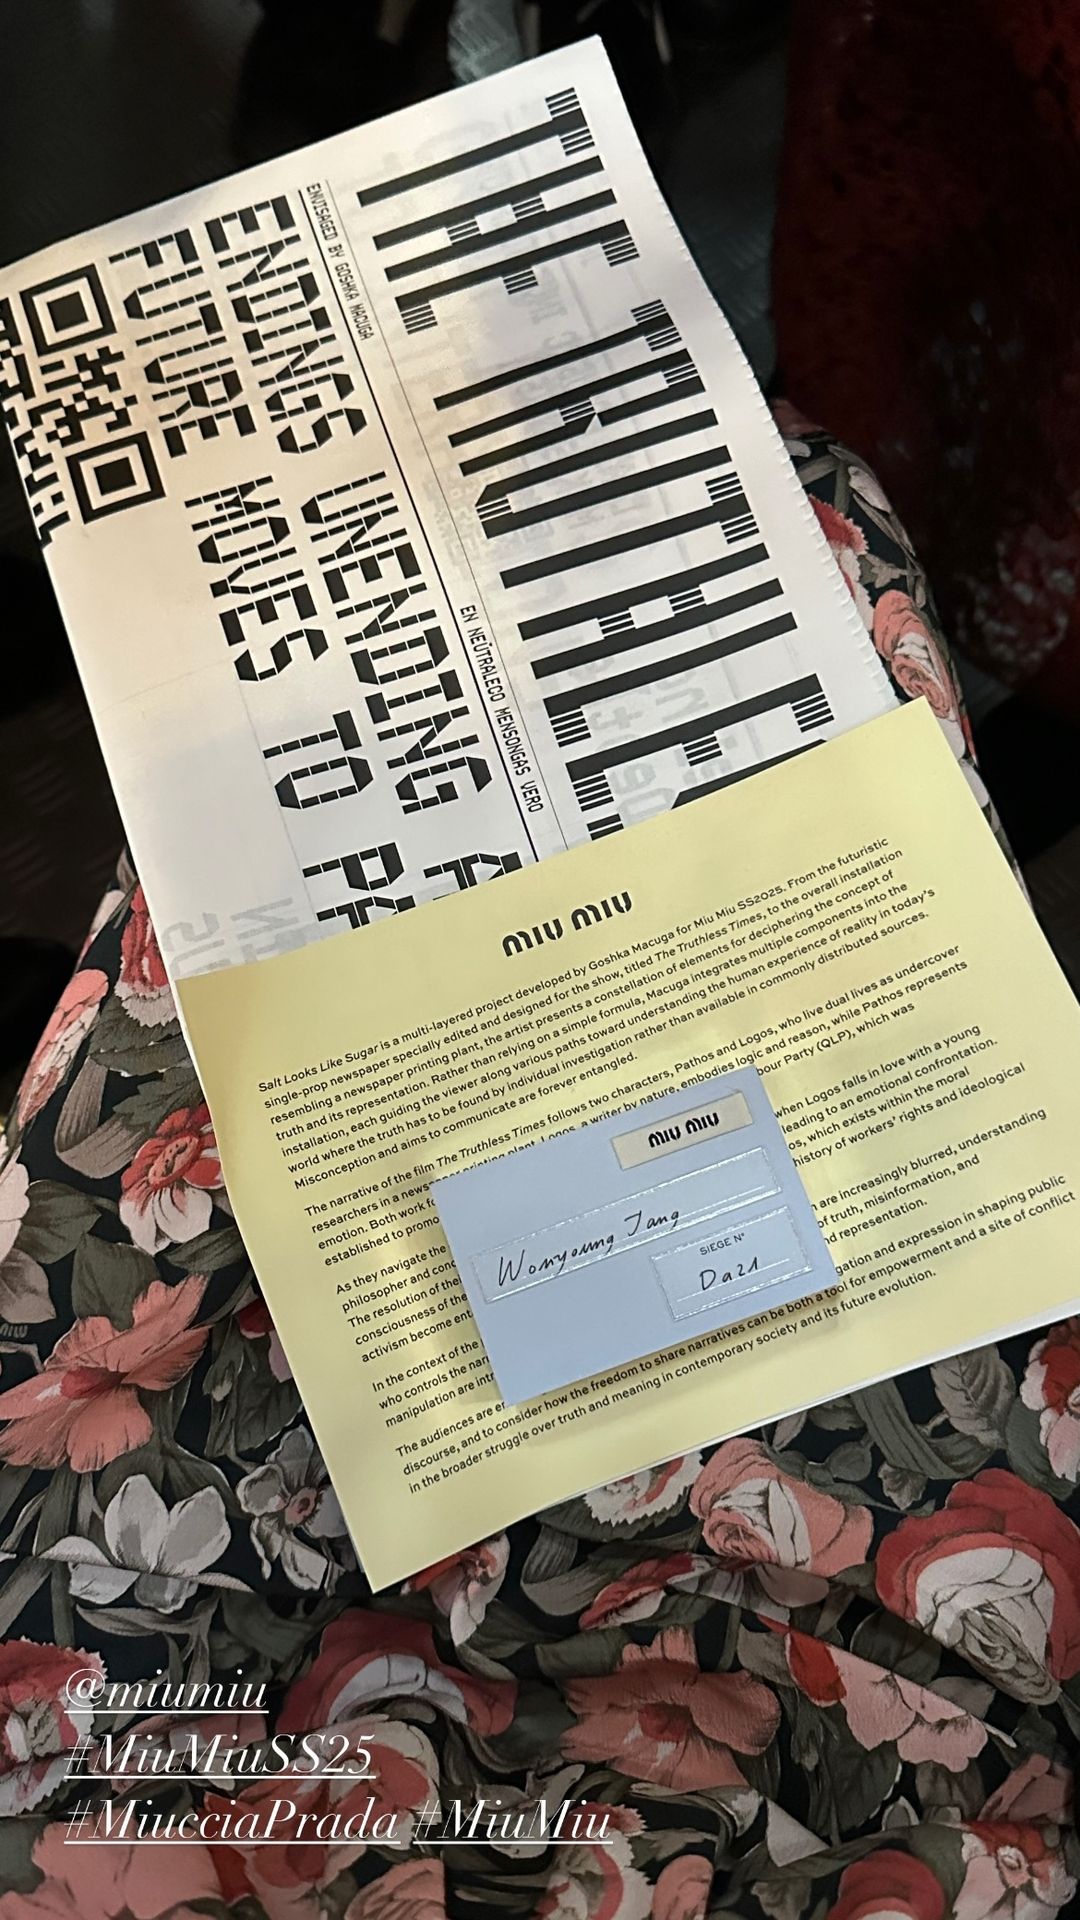 THE TRUTHLE
ENVISAGED BY GOSHKA MACUGA
EN NEŬTRALECO MENSONGAS VERO
ENDINGS UNENDING
FUTURE MOVES TO
MIU MIU
Salt Looks Like Sugar is a multi-layered project developed by Goshka Macuga for Miu Miu SS2025. From the futuristic
single-prop newspaper specially edited and designed for the show, titled The Truthless Times, to the overall installation
resembling a newspaper printing plant, the artist presents a constellation of elements for deciphering the concept of
truth and its representation. Rather than relying on a simple formula, Macuga integrates multiple components into the
installation, each guiding the viewer along various paths toward understanding the human experience of reality in today's
world where the truth has to be found by individual investigation rather than available in commonly distributed sources.
Misconception and aims to communicate are forever entangled.
The narrative of the film The Truthless Times follows two characters, Pathos and Logos, who live dual lives as undercover
researchers in a newspaper printing plant. Logos, a writer by nature, embodies logic and reason, while Pathos represents
emotion. Both work fo bour Party (QLP), which was
established to promo
As they navigate the when Logos falls in love with a young
philosopher and con leading to an emotional confrontation.
The resolution of the os, which exists within the moral
consciousness of the history of workers' rights and ideological
activism become ent
In the context of the are increasingly blurred, understanding
who controls the nar of truth, misinformation, and
manipulation are intr nd representation.
The audiences are er gation and expression in shaping public
discourse, and to consider how the freedom to share narratives can be both a tool for empowerment and a site of conflict
in the broader struggle over truth and meaning in contemporary society and its future evolution.
MIU MIU
Wonyoung Jang
SIEGE N°
Da21
@miumiu
#MiuMiuSS25
#MiucciaPrada #MiuMiu